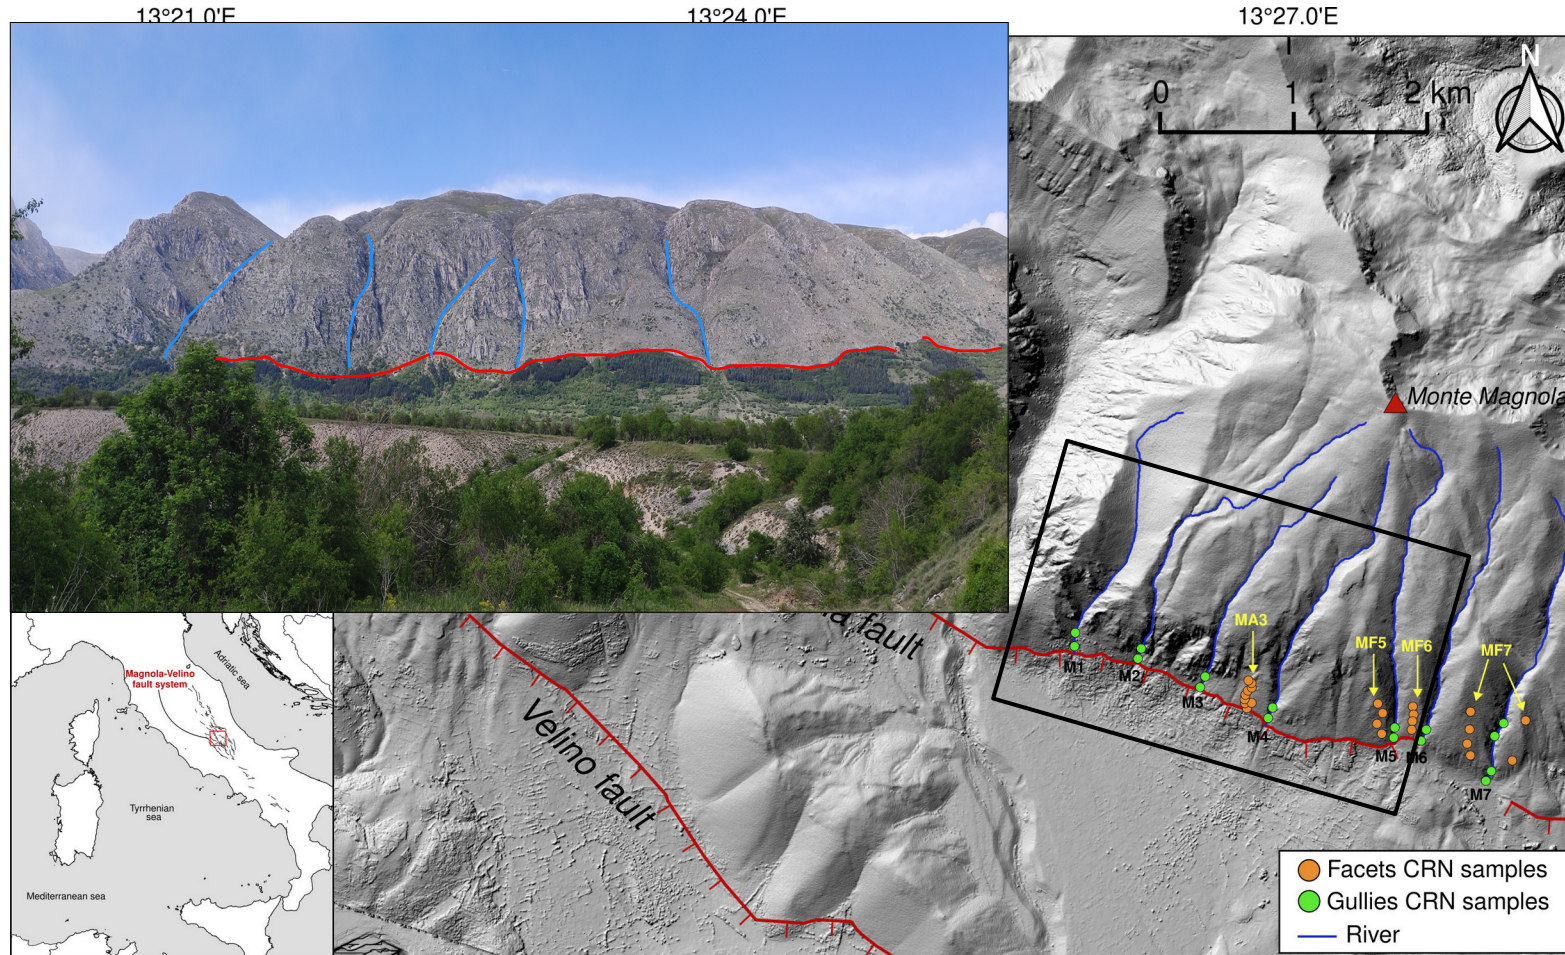 13°21.0'E
13°24.0'E
13°27.0'E
N
0 1 2 km
Monte Magnola
MA3
MF5
MF6
MF7
fault
M1
M2
M3
M4
M5
M6
M7
Velino fault
Adriatic sea
Magnola-Velino
fault system
Tyrrhenian
sea
Mediterranean sea
Facets CRN samples
Gullies CRN samples
River